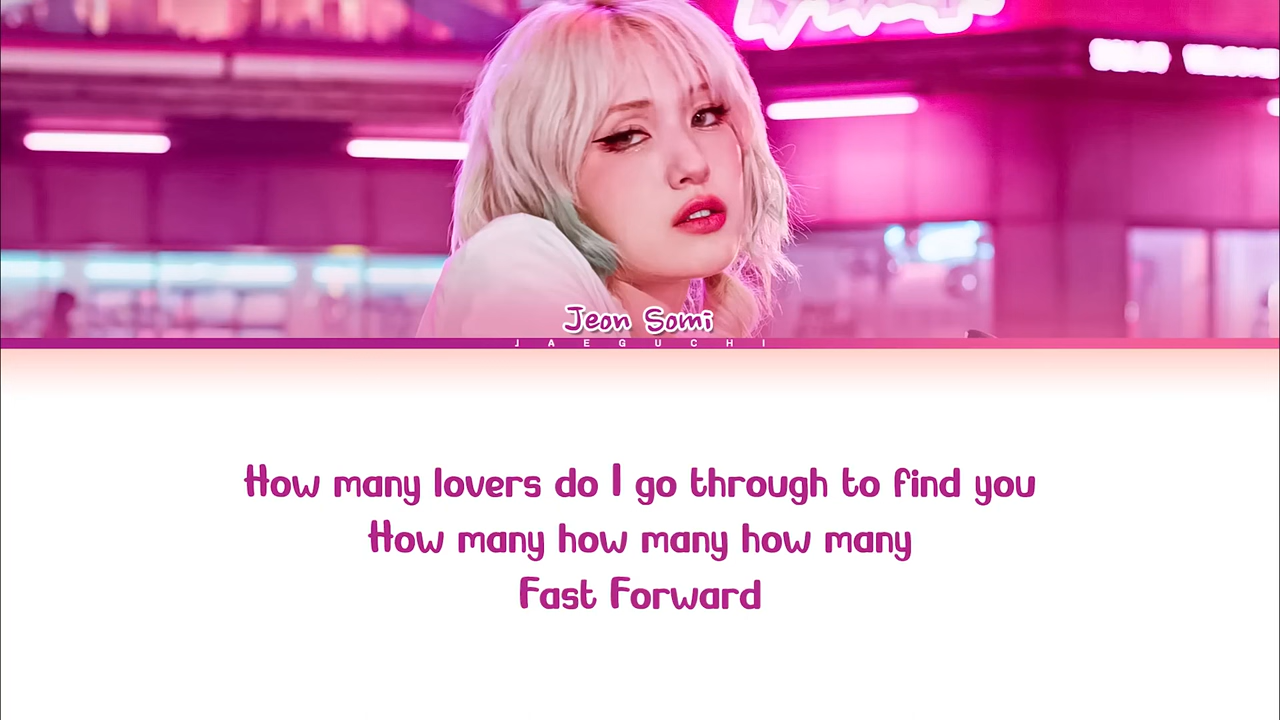 Jeon Somi
JAEGUCHI
How many lovers do I go through to find you
How many how many how many
Fast Forward